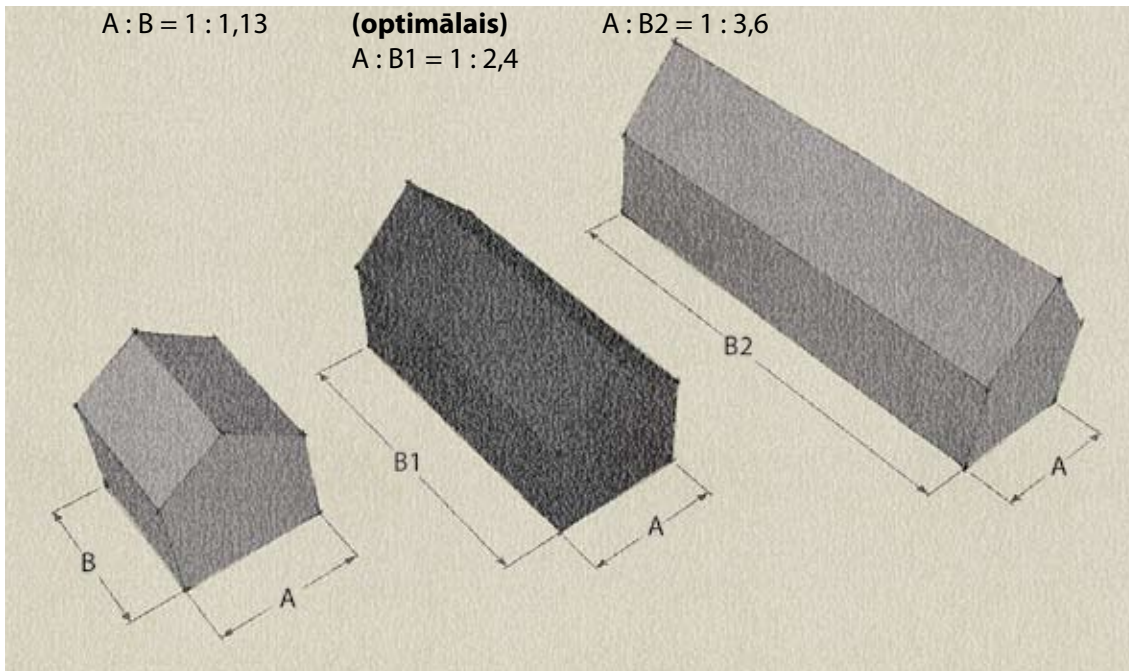 A : B = 1 : 1,13
(optimālais)
A : B1 = 1 : 2,4
A : B2 = 1 : 3,6
B
A
B1
A
B2
A